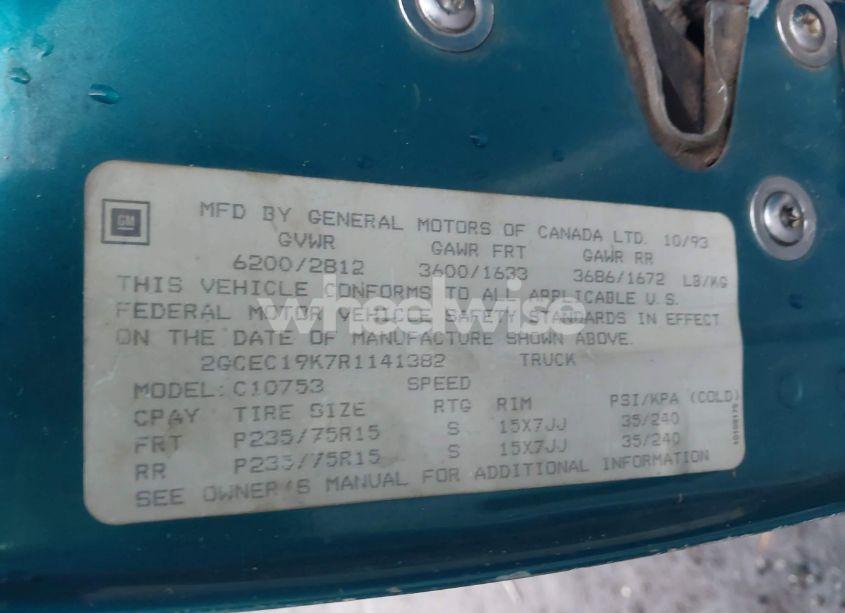 GM
MFD BY GENERAL MOTORS OF CANADA LTD. 10/93
GVWR GAWR FRT GAWR RR
6200/2812 3600/1633 3686/1672 LB/KG
THIS VEHICLE CONFORMS TO ALL APPLICABLE U.S.
FEDERAL MOTOR VEHICLE SAFETY STANDARDS IN EFFECT
ON THE DATE OF MANUFACTURE SHOWN ABOVE.
2GCEC19K7R1141382 TRUCK
MODEL: C10753 SPEED
CPAY TIRE SIZE RTG RIM PSI/KPA (COLD)
FRT P235/75R15 S 15X7JJ 35/240
RR P235/75R15 S 15X7JJ 35/240
SEE OWNER'S MANUAL FOR ADDITIONAL INFORMATION
wheelwise